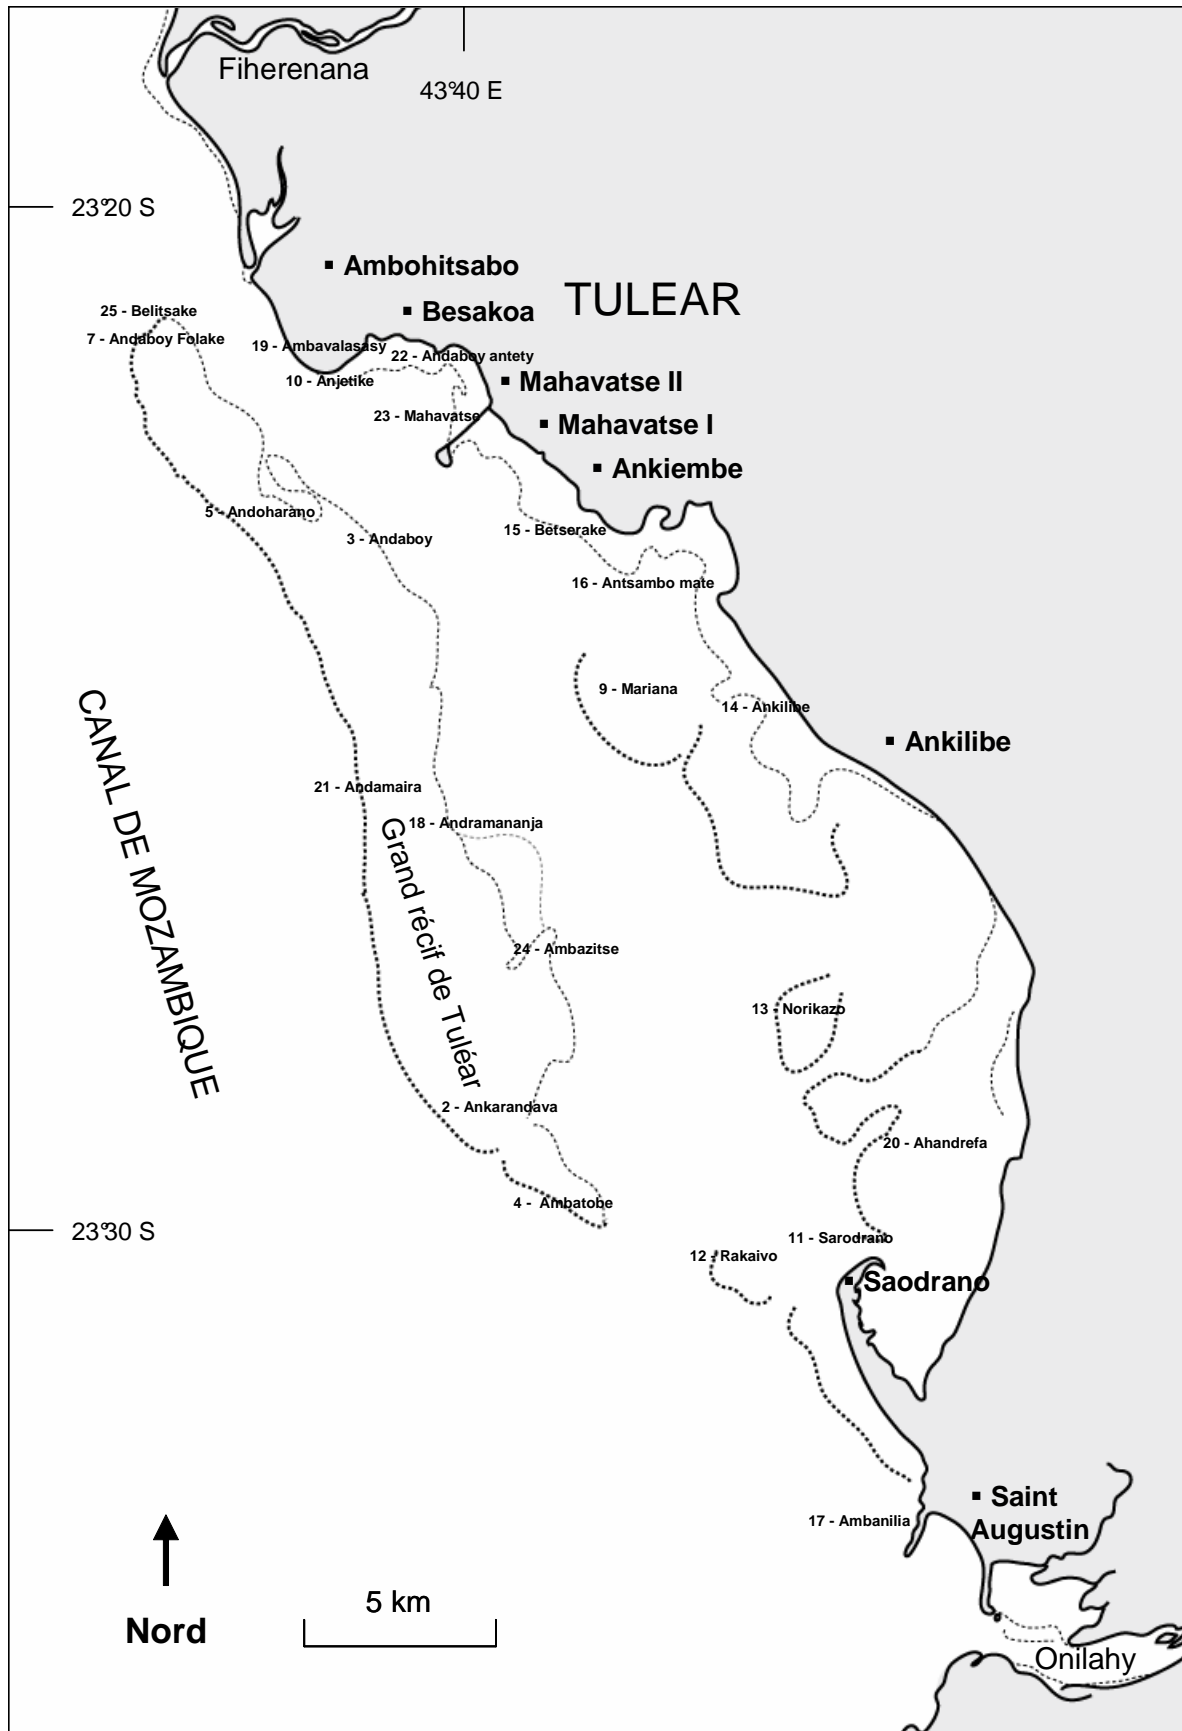 Fiherenana
43°40 E
23°20 S
Ambohitsabo
TULEAR
Besakoa
25 - Belitsake
7 - Andaboy Folake
19 - Ambavalasasy
22 - Andaboy antety
10 - Anjetike
Mahavatse II
23 - Mahavatse
Mahavatse I
Ankiembe
5 - Andoharano
3 - Andaboy
15 - Betserake
16 - Antsambo mate
9 - Mariana
14 - Ankilibe
Ankilibe
CANAL DE MOZAMBIQUE
21 - Andamaira
18 - Andramananja
Grand récif de Tuléar
24 - Ambazitse
13 - Norikazo
2 - Ankarandava
20 - Ahandrefa
4 - Ambatobe
23°30 S
11 - Sarodrano
12 - Rakaivo
Saodrano
Saint
Augustin
17 - Ambanilia
5 km
Nord
Onilahy